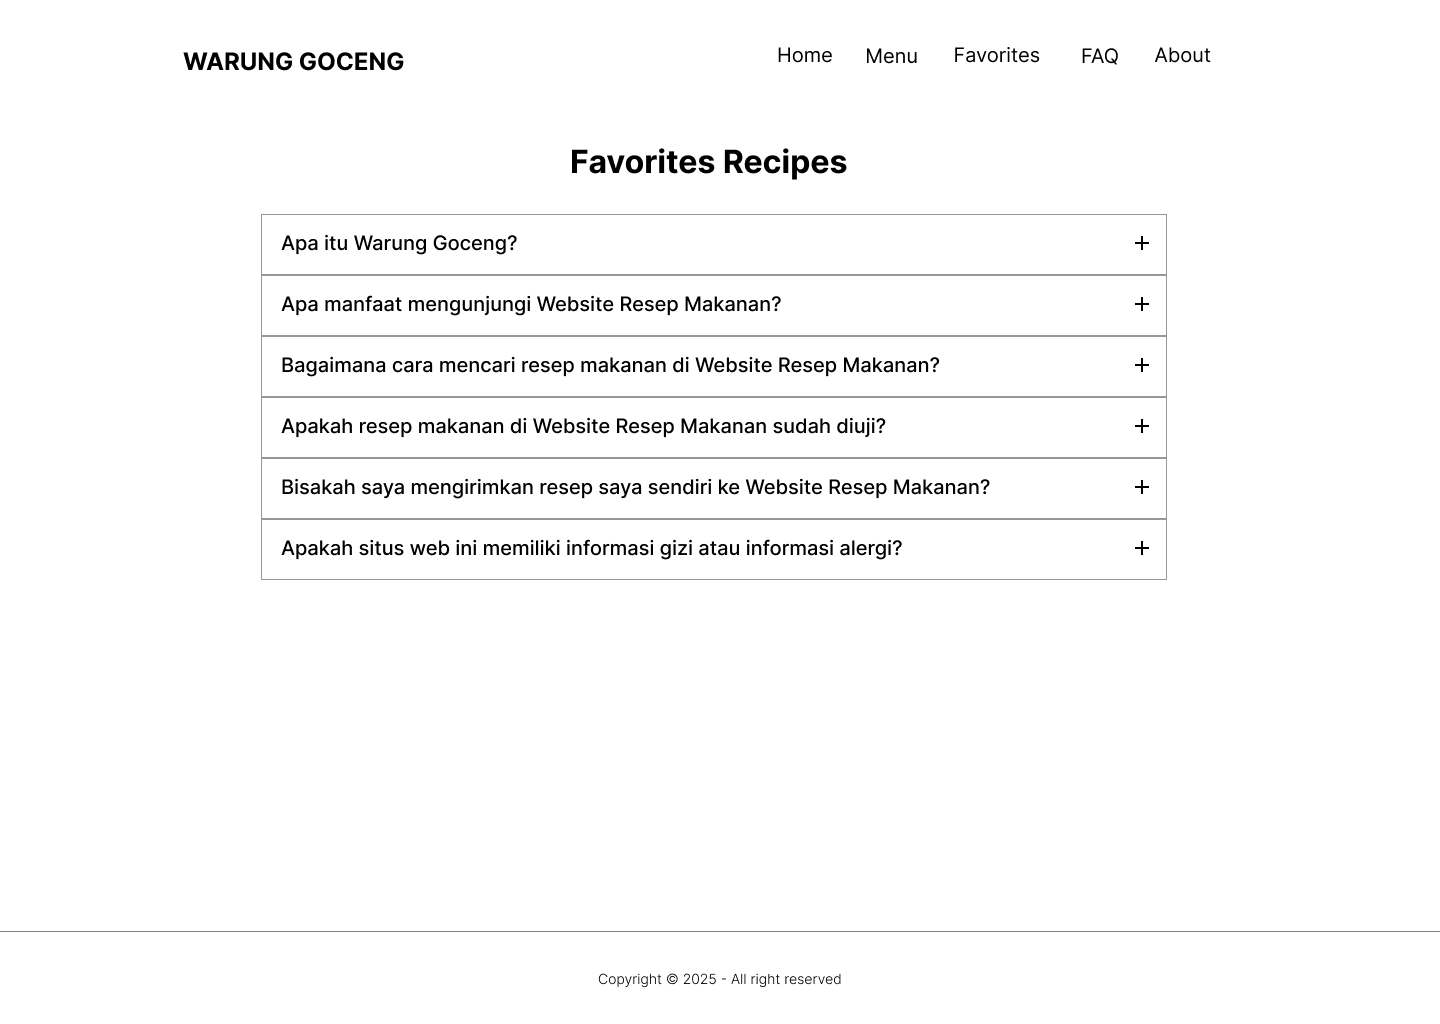 WARUNG GOCENG
Home Menu Favorites FAQ About
Favorites Recipes
Apa itu Warung Goceng? +
Apa manfaat mengunjungi Website Resep Makanan? +
Bagaimana cara mencari resep makanan di Website Resep Makanan? +
Apakah resep makanan di Website Resep Makanan sudah diuji? +
Bisakah saya mengirimkan resep saya sendiri ke Website Resep Makanan? +
Apakah situs web ini memiliki informasi gizi atau informasi alergi? +
Copyright © 2025 - All right reserved